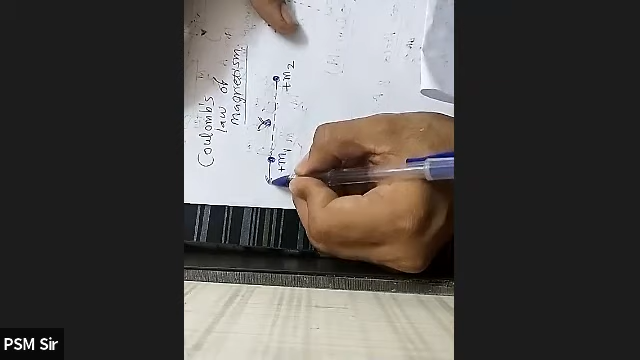 Coulomb's
law of
magnetism
+m1
+m2
PSM Sir